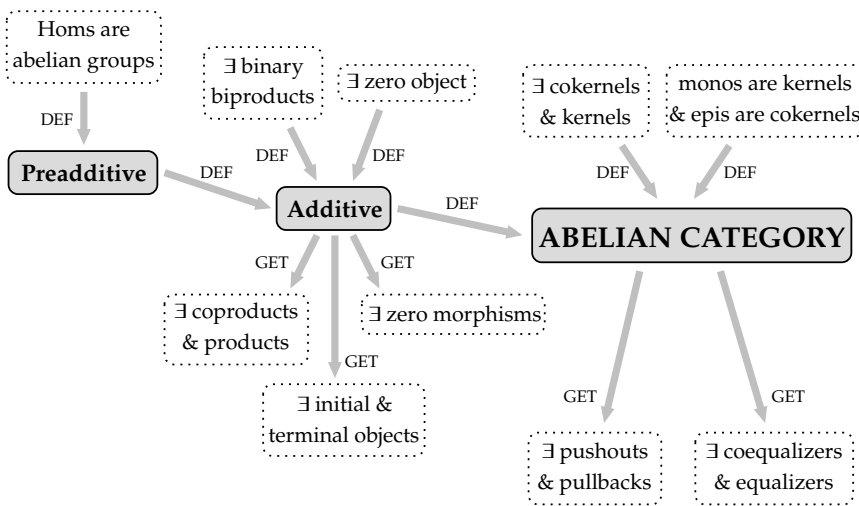 Homs are
abelian groups
∃ binary
biproducts
∃ zero object
∃ cokernels
& kernels
monos are kernels
& epis are cokernels
DEF
DEF
DEF
DEF
DEF
Preadditive
DEF
Additive
DEF
ABELIAN CATEGORY
GET
GET
∃ coproducts
& products
∃ zero morphisms
GET
∃ initial &
terminal objects
GET
GET
∃ pushouts
& pullbacks
∃ coequalizers
& equalizers